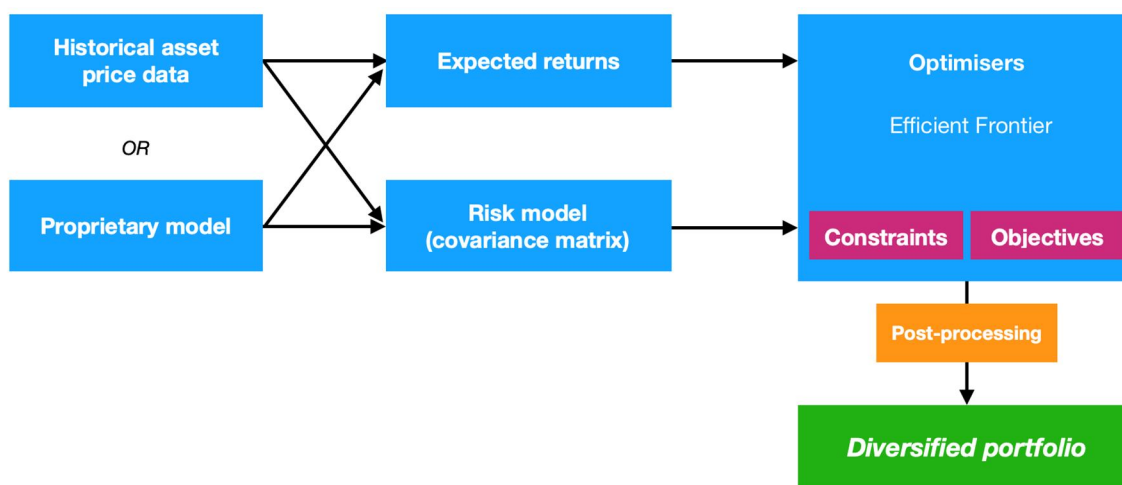 Historical asset
price data
OR
Proprietary model
Expected returns
Risk model
(covariance matrix)
Optimisers
Efficient Frontier
Constraints
Objectives
Post-processing
Diversified portfolio